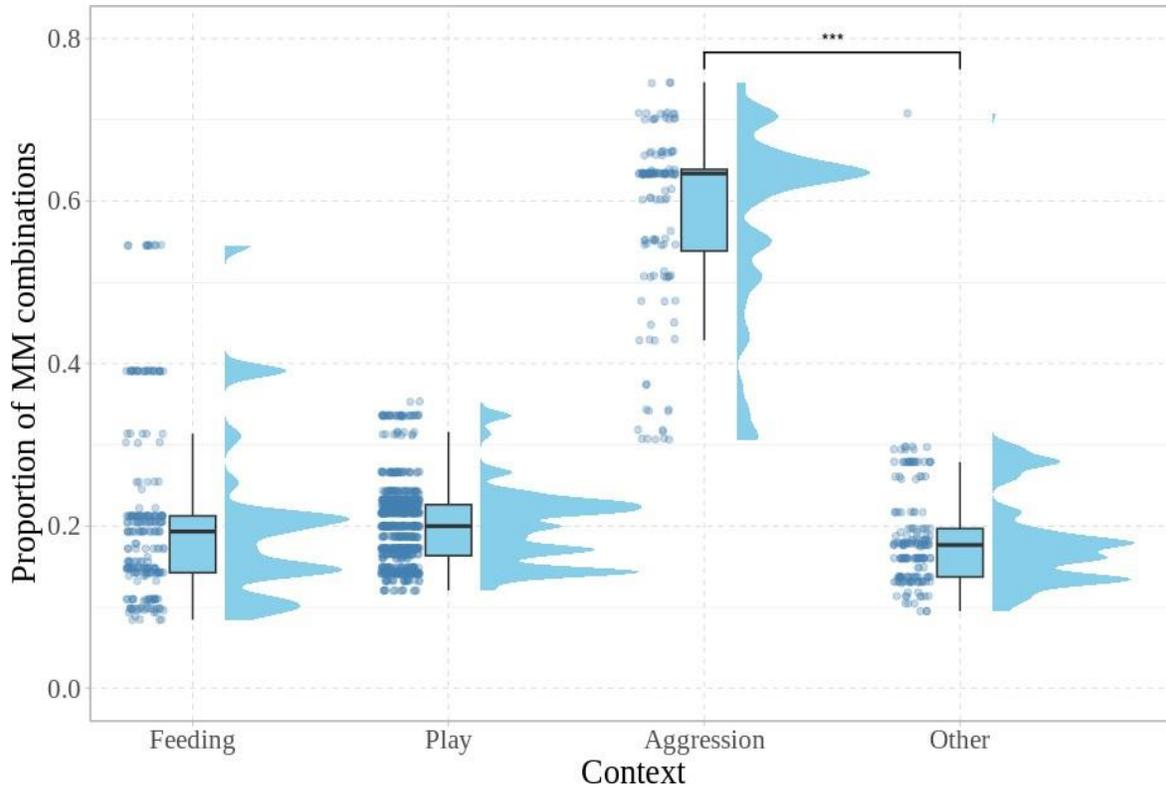 ***
0.8
0.6
0.4
0.2
0.0
Proportion of MM combinations
Feeding Play Aggression Other
Context